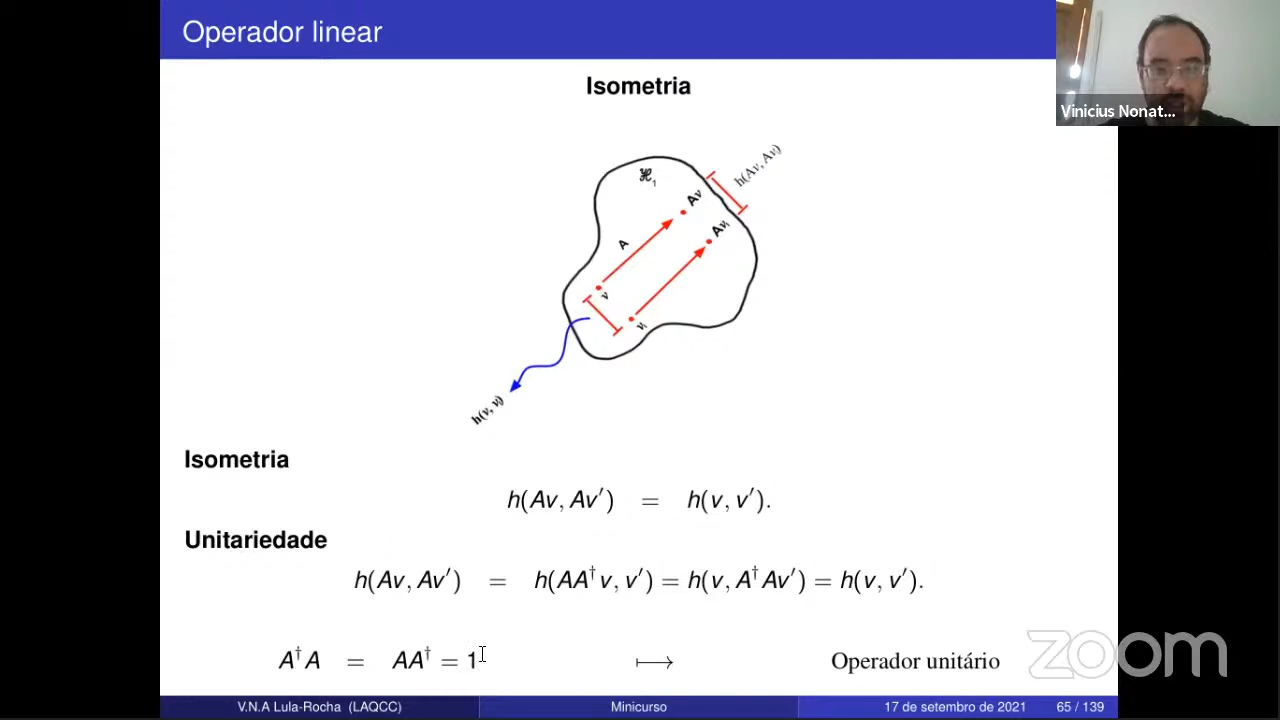 Operador linear
Vinicius Nonat...
Isometria
ℋ₁
h(Av, Av)
Av
A
Av
v
v
h(v, v)
Isometria
h(Av, Av′) = h(v, v′).
Unitariedade
h(Av, Av′) = h(AA†v, v′) = h(v, A†Av′) = h(v, v′).
A†A = AA† = 1 ⟼ Operador unitário
zoom
V.N.A Lula-Rocha (LAQCC) Minicurso 17 de setembro de 2021 65 / 139